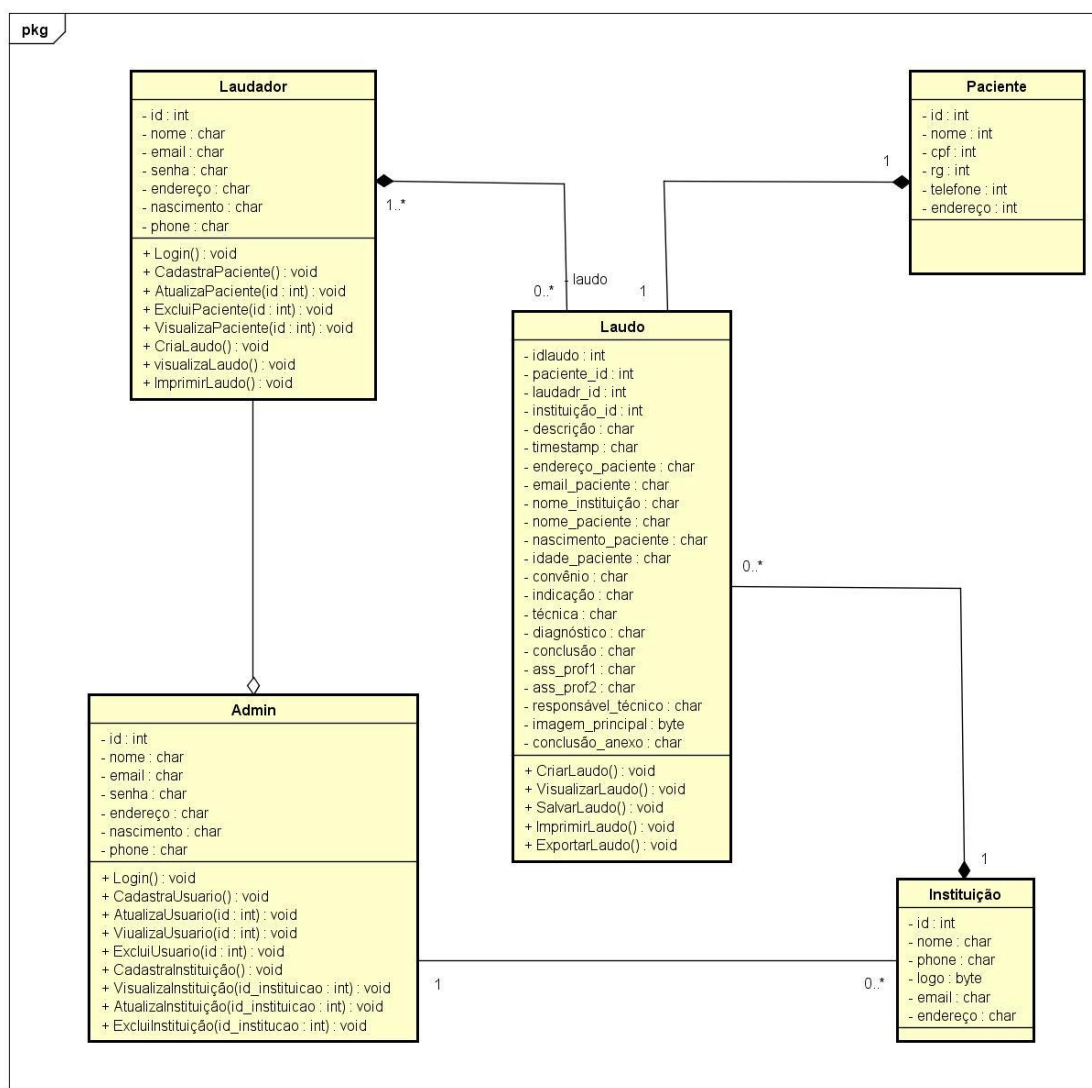 pkg
Laudador
- id : int
- nome : char
- email : char
- senha : char
- endereço : char
- nascimento : char
- phone : char
+ Login() : void
+ CadastraPaciente() : void
+ AtualizaPaciente(id : int) : void
+ ExcluiPaciente(id : int) : void
+ VisualizaPaciente(id : int) : void
+ CriaLaudo() : void
+ visualizaLaudo() : void
+ ImprimirLaudo() : void
1..*
0..*
- laudo
Paciente
- id : int
- nome : int
- cpf : int
- rg : int
- telefone : int
- endereço : int
1
1
Laudo
- idlaudo : int
- paciente_id : int
- laudadr_id : int
- instituição_id : int
- descrição : char
- timestamp : char
- endereço_paciente : char
- email_paciente : char
- nome_instituição : char
- nome_paciente : char
- nascimento_paciente : char
- idade_paciente : char
- convênio : char
- indicação : char
- técnica : char
- diagnóstico : char
- conclusão : char
- ass_prof1 : char
- ass_prof2 : char
- responsável_técnico : char
- imagem_principal : byte
- conclusão_anexo : char
+ CriarLaudo() : void
+ VisualizarLaudo() : void
+ SalvarLaudo() : void
+ ImprimirLaudo() : void
+ ExportarLaudo() : void
0..*
1
Admin
- id : int
- nome : char
- email : char
- senha : char
- endereço : char
- nascimento : char
- phone : char
+ Login() : void
+ CadastraUsuario() : void
+ AtualizaUsuario(id : int) : void
+ ViualizaUsuario(id : int) : void
+ ExcluiUsuario(id : int) : void
+ CadastraInstituição() : void
+ VisualizaInstituição(id_instituicao : int) : void
+ AtualizaInstituição(id_instituicao : int) : void
+ ExcluiInstituição(id_institucao : int) : void
1
0..*
Instituição
- id : int
- nome : char
- phone : char
- logo : byte
- email : char
- endereço : char